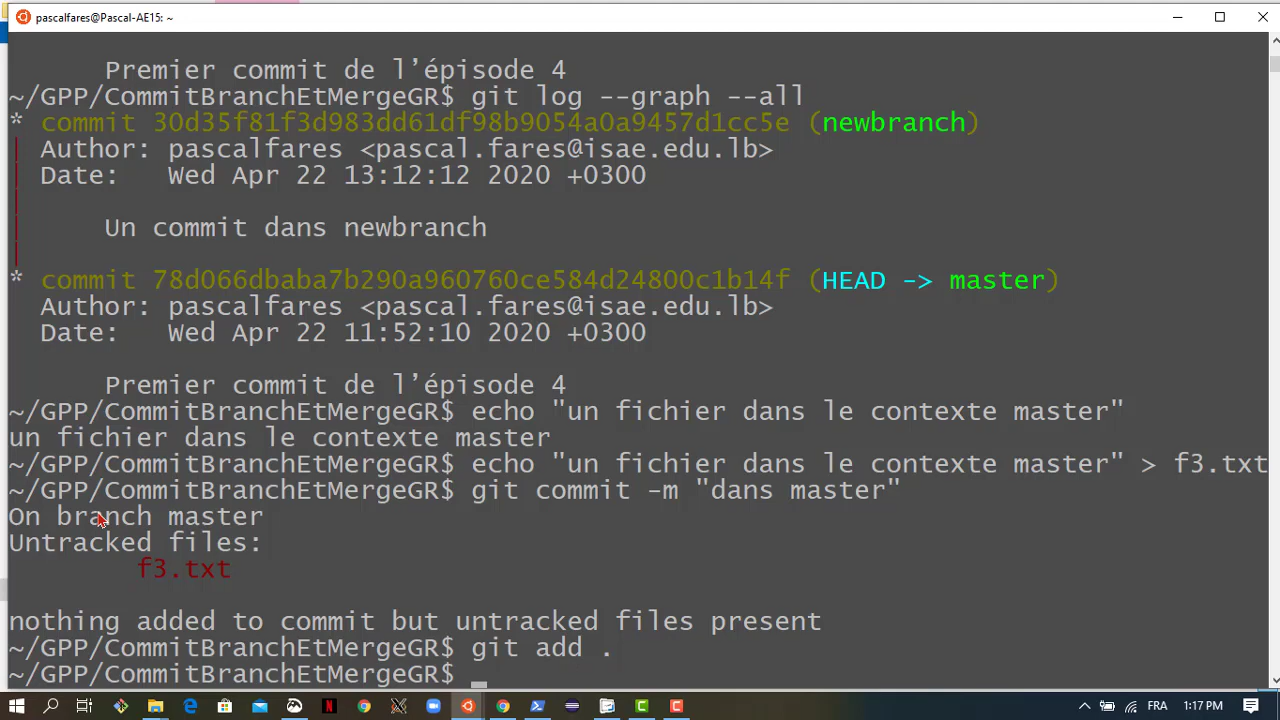 pascalfares@Pascal-AE15: ~
Premier commit de l’épisode 4
~/GPP/CommitBranchEtMergeGR$ git log --graph --all
* commit 30d35f81f3d983dd61df98b9054a0a9457d1cc5e (newbranch)
| Author: pascalfares <pascal.fares@isae.edu.lb>
| Date:   Wed Apr 22 13:12:12 2020 +0300
|
|     Un commit dans newbranch
|
* commit 78d066dbaba7b290a960760ce584d24800c1b14f (HEAD -> master)
Author: pascalfares <pascal.fares@isae.edu.lb>
Date:   Wed Apr 22 11:52:10 2020 +0300
Premier commit de l’épisode 4
~/GPP/CommitBranchEtMergeGR$ echo "un fichier dans le contexte master"
un fichier dans le contexte master
~/GPP/CommitBranchEtMergeGR$ echo "un fichier dans le contexte master" > f3.txt
~/GPP/CommitBranchEtMergeGR$ git commit -m "dans master"
On branch master
Untracked files:
f3.txt
nothing added to commit but untracked files present
~/GPP/CommitBranchEtMergeGR$ git add .
~/GPP/CommitBranchEtMergeGR$
FRA
1:17 PM